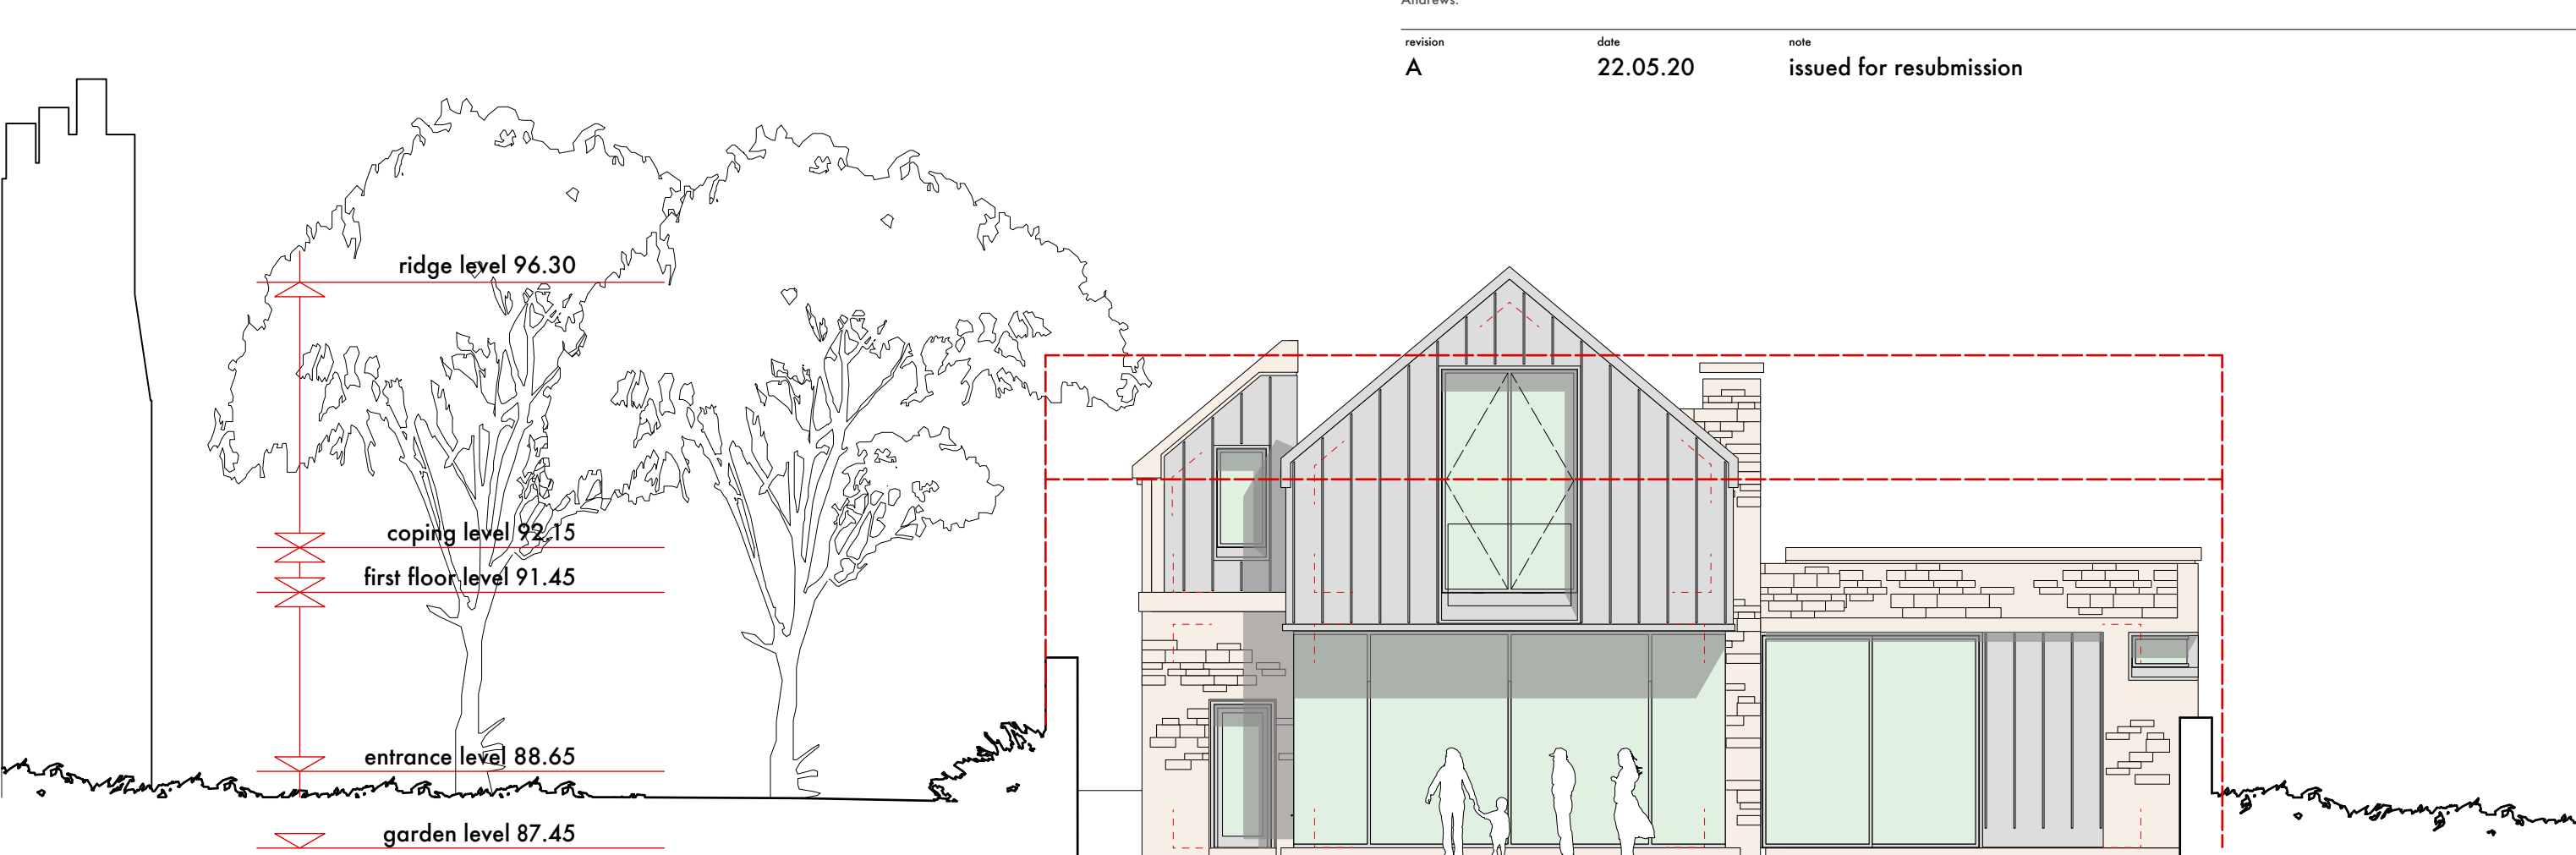 Andrews.
revision date note
A 22.05.20 issued for resubmission
ridge level 96.30
coping level 92.15
first floor level 91.45
entrance level 88.65
garden level 87.45